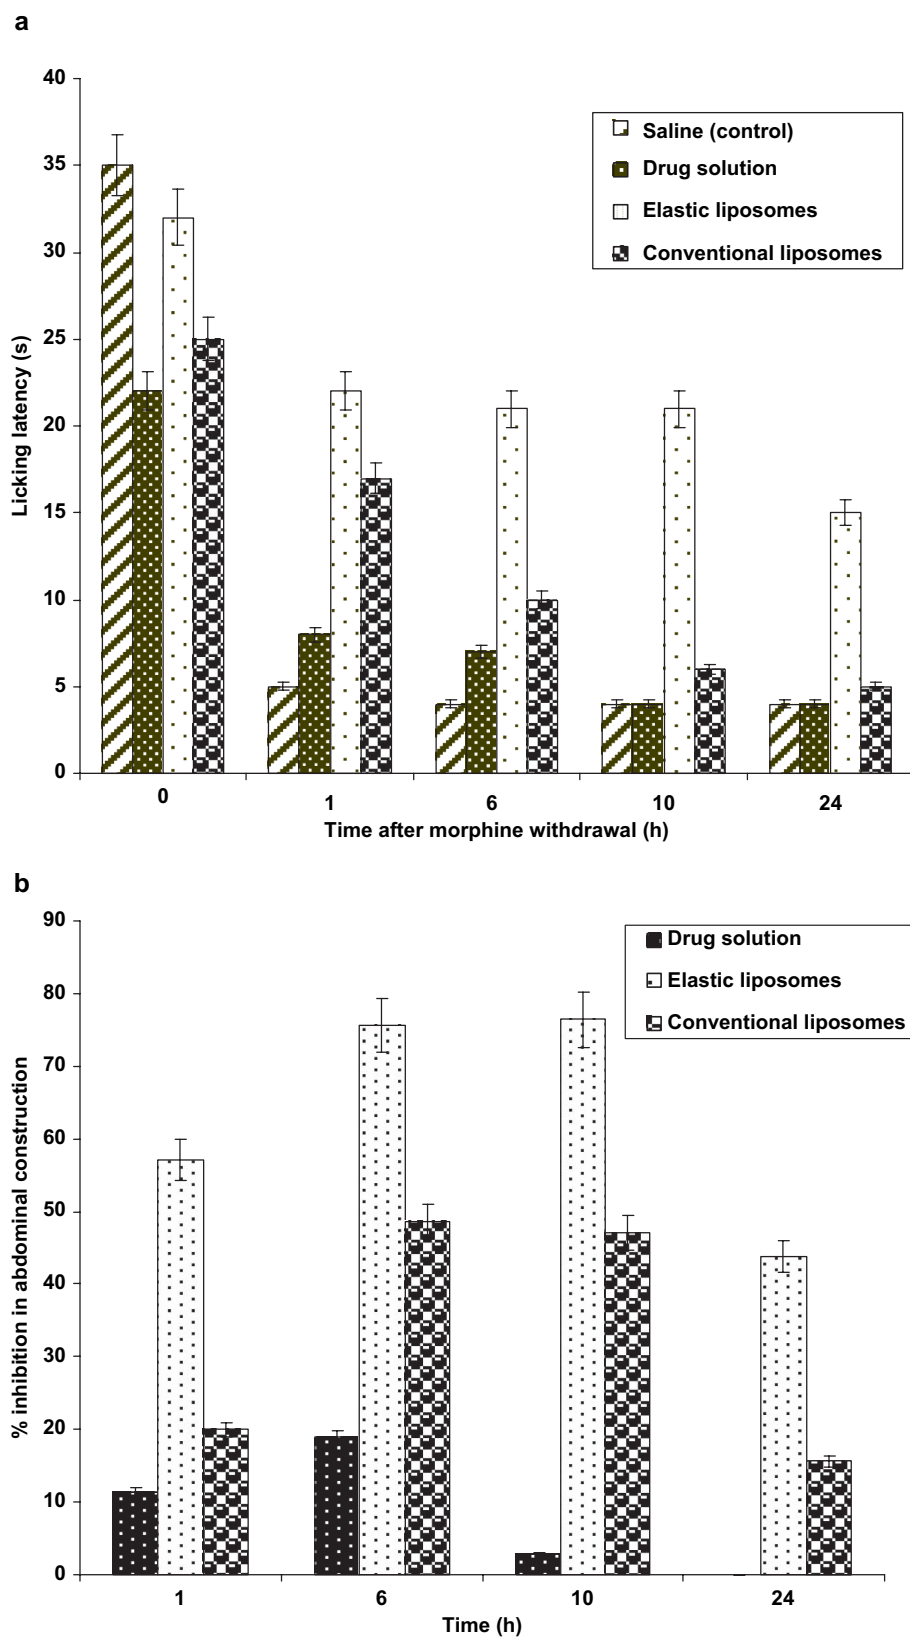 a
40
35
30
25
20
15
10
5
0
Licking latency (s)
Saline (control)
Drug solution
Elastic liposomes
Conventional liposomes
0 1 6 10 24
Time after morphine withdrawal (h)
b
90
80
70
60
50
40
30
20
10
0
% inhibition in abdominal construction
Drug solution
Elastic liposomes
Conventional liposomes
1 6 10 24
Time (h)